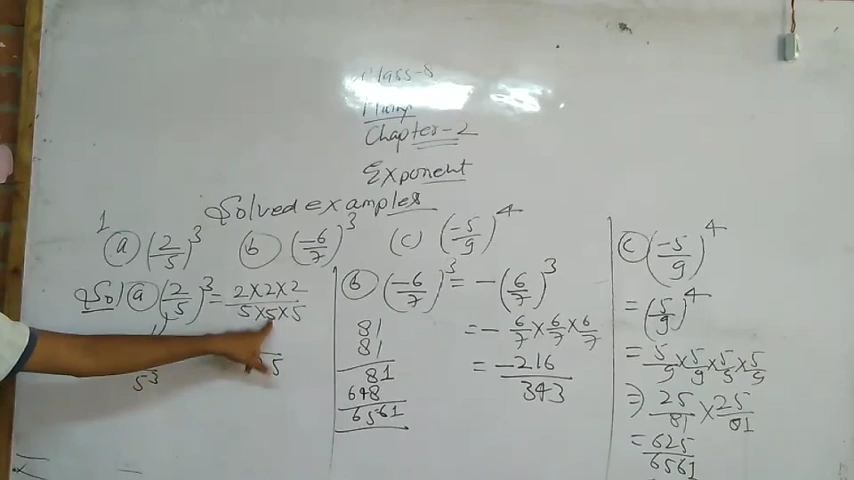 Class-8
Chapter-2
Exponent
Solved examples
1
(a) (2/5)^3 (b) (-6/7)^3 (c) (-5/9)^4
Sol (a) (2/5)^3 = 2×2×2/5×5×5
5^3
(b) (-6/7)^3 = -(6/7)^3
= - 6/7 × 6/7 × 6/7
= -216/343
81
81
81
648
6561
(c) (-5/9)^4
= (5/9)^4
= 5/9 × 5/9 × 5/9 × 5/9
⇒ 25/81 × 25/81
= 625/6561